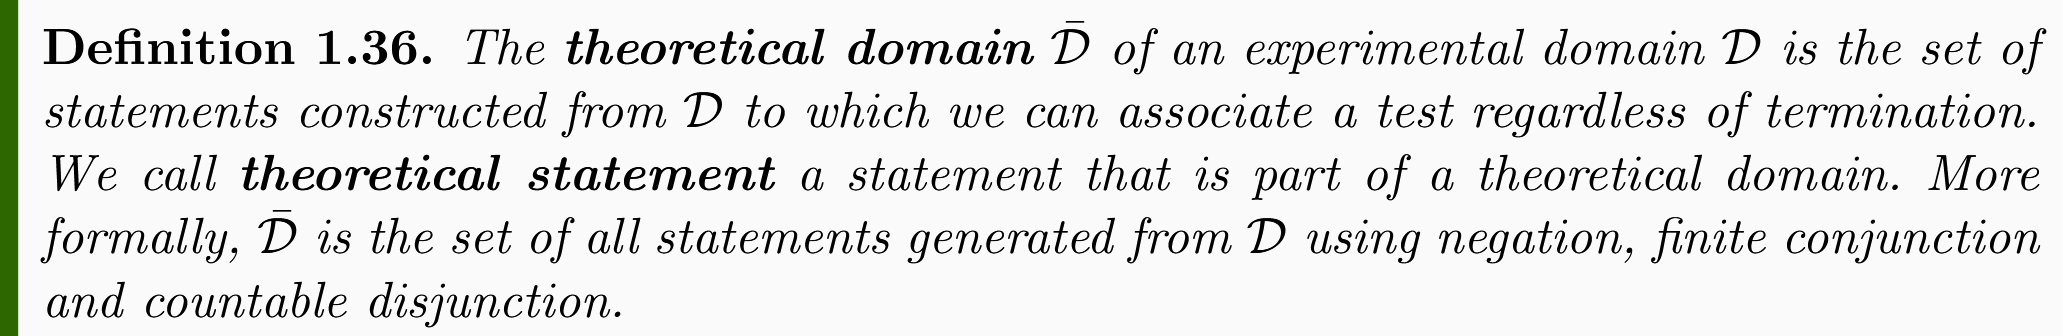 Definition 1.36. The theoretical domain D̄ of an experimental domain D is the set of
statements constructed from D to which we can associate a test regardless of termination.
We call theoretical statement a statement that is part of a theoretical domain. More
formally, D̄ is the set of all statements generated from D using negation, finite conjunction
and countable disjunction.